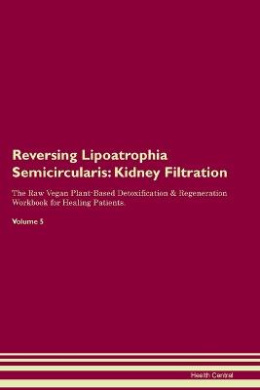 Reversing Lipoatrophia
Semicircularis: Kidney Filtration
The Raw Vegan Plant-Based Detoxification & Regeneration
Workbook for Healing Patients.
Volume 5
Health Central